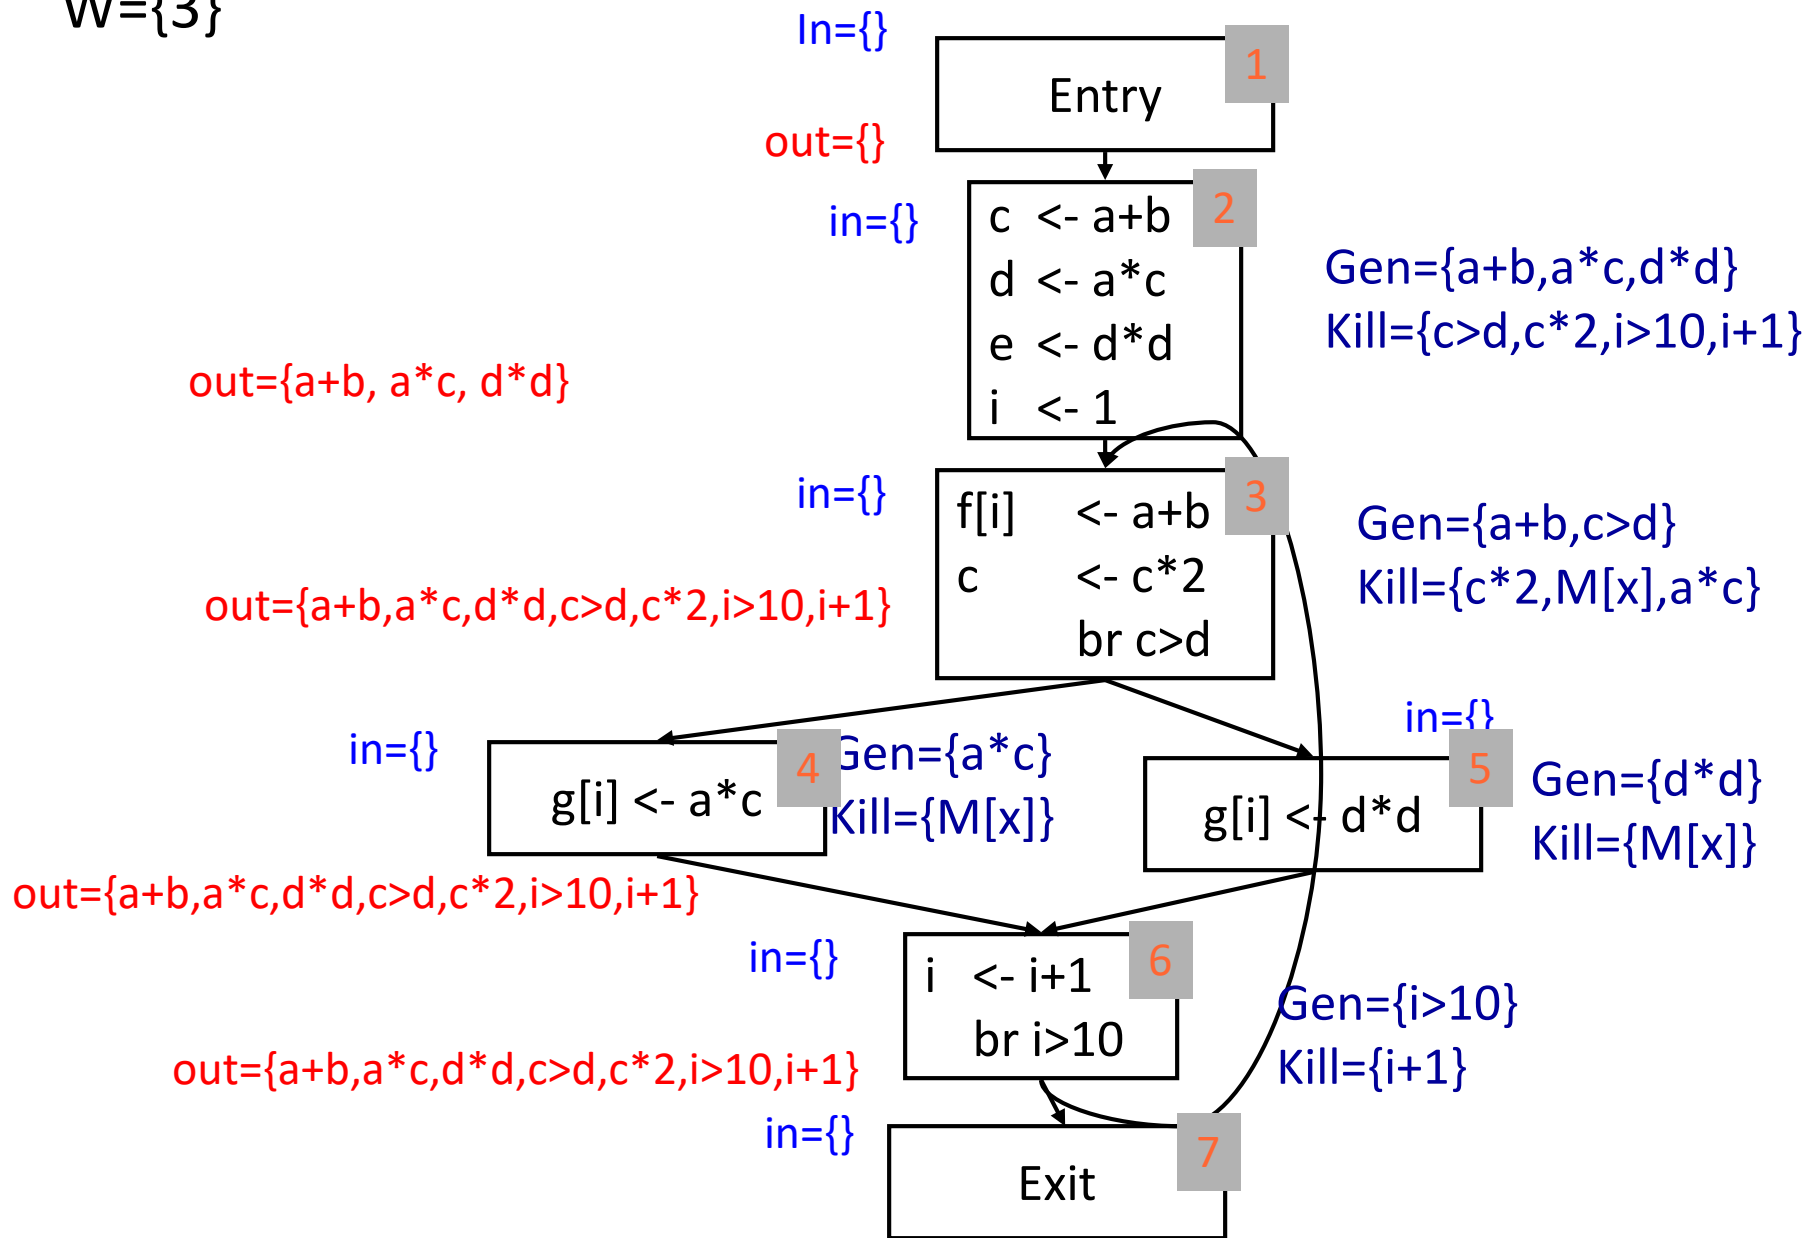 W={3}
In={}
1
Entry
out={}
2
in={}
c <- a+b
d <- a*c
e <- d*d
i <- 1
Gen={a+b,a*c,d*d}
Kill={c>d,c*2,i>10,i+1}
out={a+b, a*c, d*d}
3
in={}
f[i] <- a+b
c <- c*2
br c>d
Gen={a+b,c>d}
Kill={c*2,M[x],a*c}
out={a+b,a*c,d*d,c>d,c*2,i>10,i+1}
in={}
4
g[i] <- a*c
Gen={a*c}
Kill={M[x]}
in={}
5
g[i] <- d*d
Gen={d*d}
Kill={M[x]}
out={a+b,a*c,d*d,c>d,c*2,i>10,i+1}
in={}
6
i <- i+1
br i>10
Gen={i>10}
Kill={i+1}
out={a+b,a*c,d*d,c>d,c*2,i>10,i+1}
in={}
7
Exit